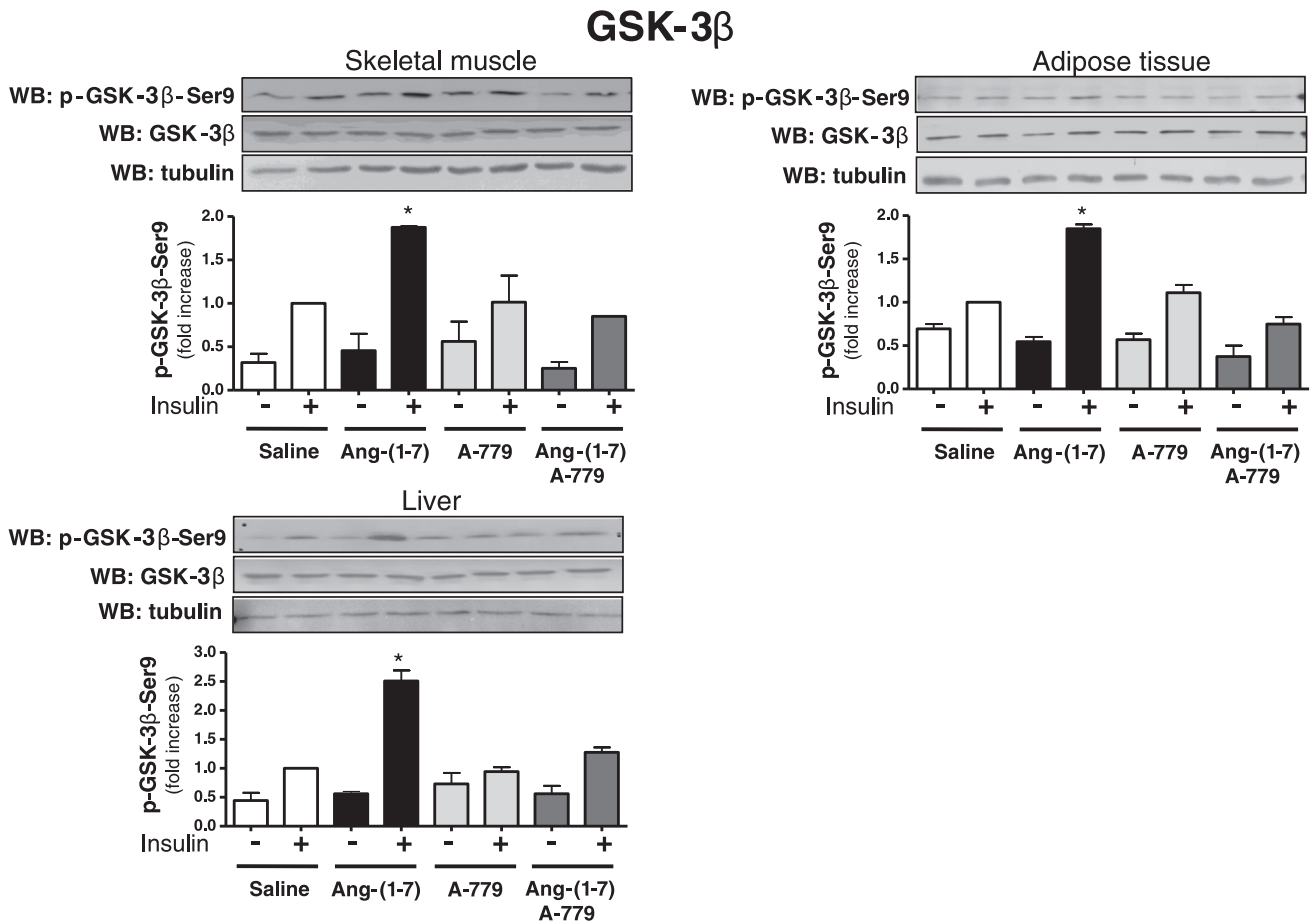 GSK-3β
Skeletal muscle
WB: p-GSK-3β-Ser9
WB: GSK-3β
WB: tubulin
p-GSK-3β-Ser9
(fold increase)
2.0
1.5
1.0
0.5
0.0
*
Insulin - + - + - + - +
Saline Ang-(1-7) A-779 Ang-(1-7)
A-779
Adipose tissue
WB: p-GSK-3β-Ser9
WB: GSK-3β
WB: tubulin
p-GSK-3β-Ser9
(fold increase)
2.0
1.5
1.0
0.5
0.0
*
Insulin - + - + - + - +
Saline Ang-(1-7) A-779 Ang-(1-7)
A-779
Liver
WB: p-GSK-3β-Ser9
WB: GSK-3β
WB: tubulin
p-GSK-3β-Ser9
(fold increase)
3.0
2.5
2.0
1.5
1.0
0.5
0.0
*
Insulin - + - + - + - +
Saline Ang-(1-7) A-779 Ang-(1-7)
A-779